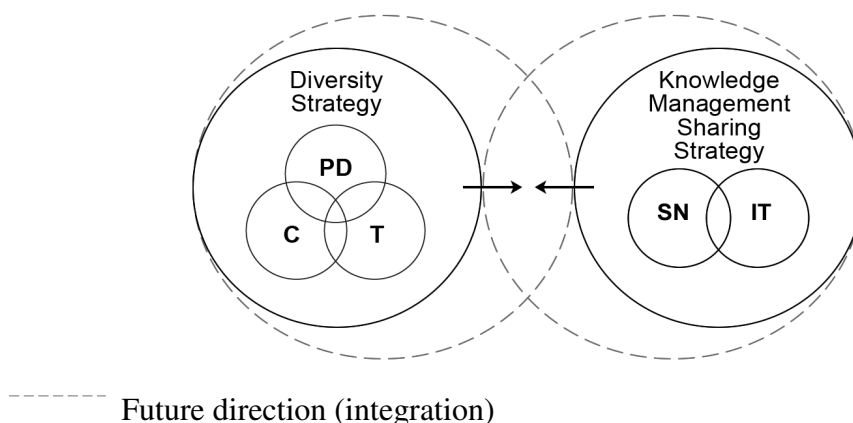 Diversity
Strategy
PD
C
T
Knowledge
Management
Sharing
Strategy
SN
IT
Future direction (integration)